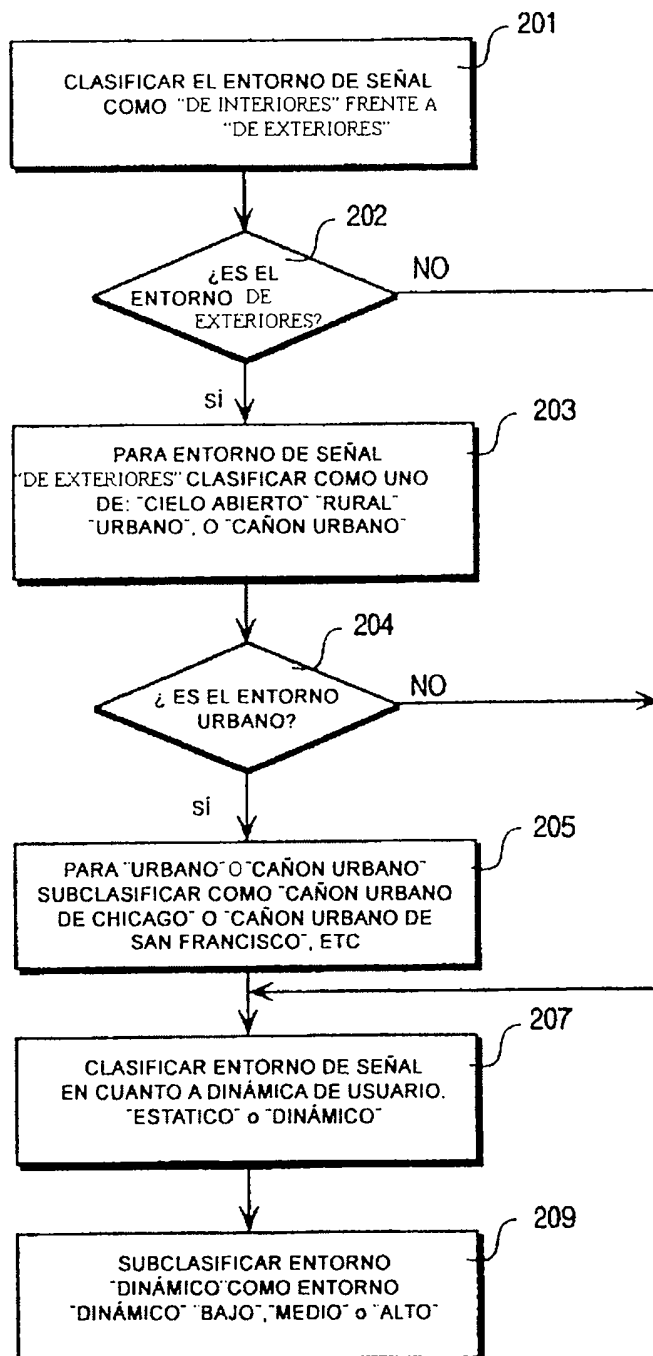 201
CLASIFICAR EL ENTORNO DE SEÑAL
COMO "DE INTERIORES" FRENTE A
"DE EXTERIORES"
202
¿ES EL
ENTORNO DE
EXTERIORES?
NO
sí
203
PARA ENTORNO DE SEÑAL
"DE EXTERIORES" CLASIFICAR COMO UNO
DE: "CIELO ABIERTO" "RURAL"
"URBANO", O "CAÑON URBANO"
204
¿ ES EL ENTORNO
URBANO?
NO
sí
205
PARA "URBANO" O "CAÑON URBANO"
SUBCLASIFICAR COMO "CAÑON URBANO
DE CHICAGO" O "CAÑON URBANO DE
SAN FRANCISCO", ETC
207
CLASIFICAR ENTORNO DE SEÑAL
EN CUANTO A DINÁMICA DE USUARIO.
"ESTATICO" o "DINÁMICO"
209
SUBCLASIFICAR ENTORNO
"DINÁMICO" COMO ENTORNO
"DINÁMICO" "BAJO", "MEDIO" o "ALTO"